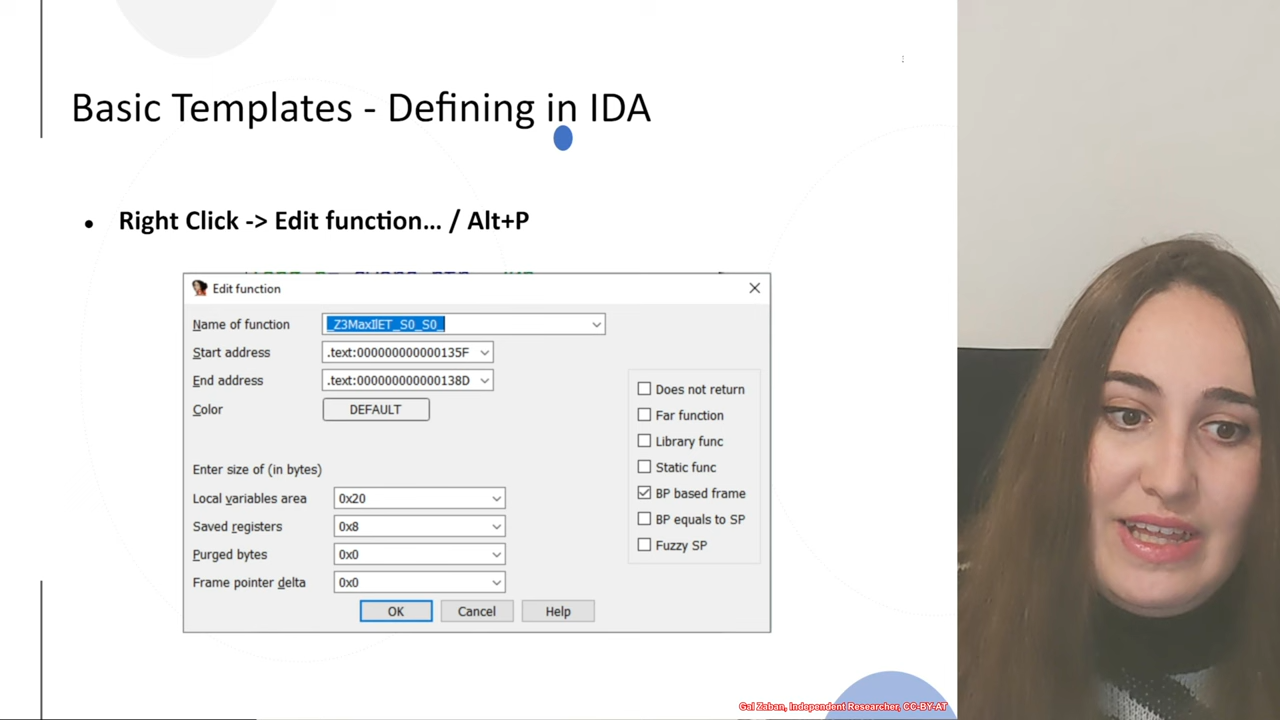 Basic Templates - Defining in IDA
Right Click -> Edit function... / Alt+P
Edit function
Name of function
_Z3MaxIlET_S0_S0_
Start address
.text:000000000000135F
End address
.text:000000000000138D
Color
DEFAULT
Does not return
Far function
Library func
Static func
BP based frame
BP equals to SP
Fuzzy SP
Enter size of (in bytes)
Local variables area
0x20
Saved registers
0x8
Purged bytes
0x0
Frame pointer delta
0x0
OK
Cancel
Help
Gal Zaban, Independent Researcher, CC-BY-AT